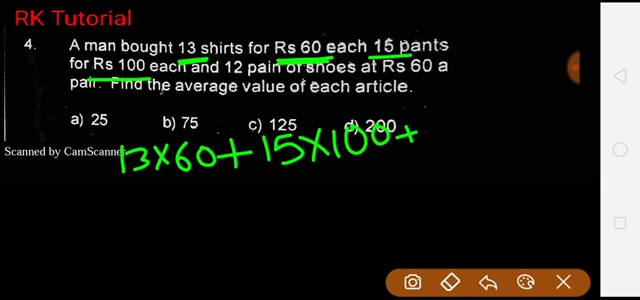 RK Tutorial
4. A man bought 13 shirts for Rs 60 each 15 pants
for Rs 100 each and 12 pain of shoes at Rs 60 a
pair. Find the average value of each article.
a) 25 b) 75 c) 125 d) 200
Scanned by CamScanner
13×60+15×100+